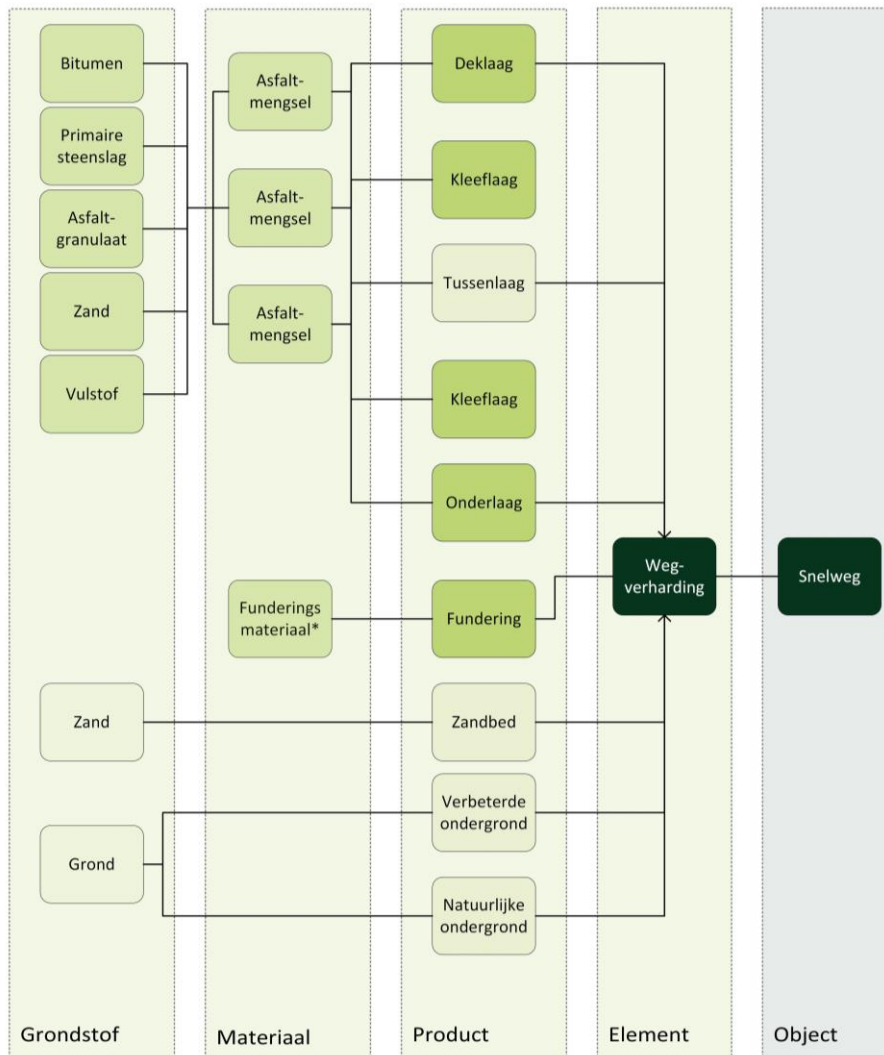 Bitumen
Primaire
steenslag
Asfalt-
granulaat
Zand
Vulstof
Zand
Grond
Grondstof
Asfalt-
mengsel
Asfalt-
mengsel
Asfalt-
mengsel
Funderings
materiaal*
Materiaal
Deklaag
Kleeflaag
Tussenlaag
Kleeflaag
Onderlaag
Fundering
Zandbed
Verbeterde
ondergrond
Natuurlijke
ondergrond
Product
Weg-
verharding
Element
Snelweg
Object